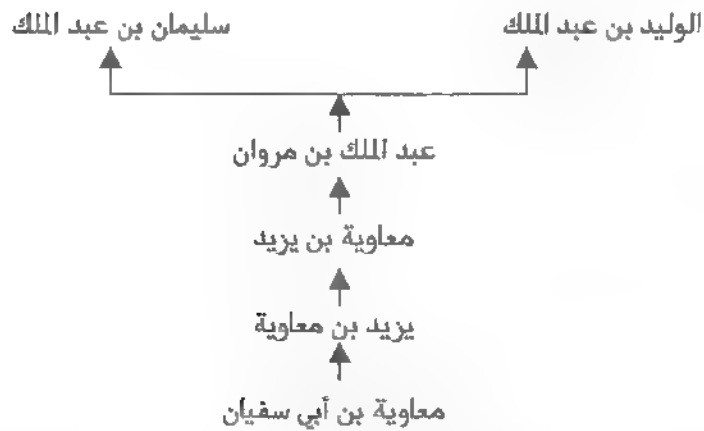 الوليد بن عبد الملك
سليمان بن عبد الملك
عبد الملك بن مروان
معاوية بن يزيد
يزيد بن معاوية
معاوية بن أبي سفيان